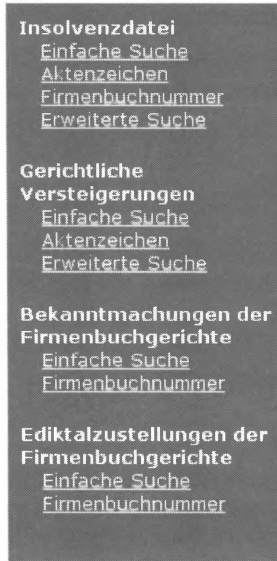 Insolvenzdatei
Einfache Suche
Aktenzeichen
Firmenbuchnummer
Erweiterte Suche
Gerichtliche
Versteigerungen
Einfache Suche
Aktenzeichen
Erweiterte Suche
Bekanntmachungen der
Firmenbuchgerichte
Einfache Suche
Firmenbuchnummer
Ediktalzustellungen der
Firmenbuchgerichte
Einfache Suche
Firmenbuchnummer